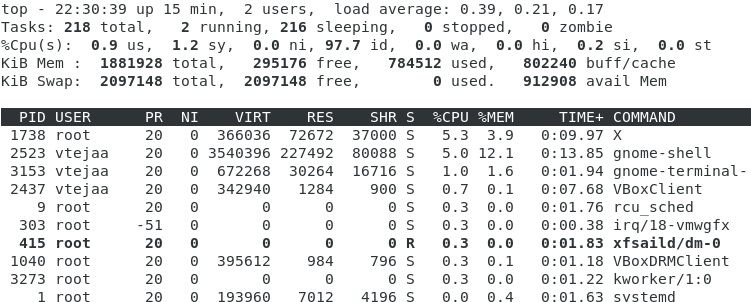 top - 22:30:39 up 15 min,  2 users,  load average: 0.39, 0.21, 0.17
Tasks: 218 total,   2 running, 216 sleeping,   0 stopped,   0 zombie
%Cpu(s):  0.9 us,  1.2 sy,  0.0 ni, 97.7 id,  0.0 wa,  0.0 hi,  0.2 si,  0.0 st
KiB Mem :  1881928 total,   295176 free,   784512 used,   802240 buff/cache
KiB Swap:  2097148 total,  2097148 free,        0 used.   912908 avail Mem
PID USER      PR  NI    VIRT    RES    SHR S  %CPU %MEM     TIME+ COMMAND
1738 root      20   0  366036  72672  37000 S   5.3  3.9   0:09.97 X
2523 vtejaa    20   0 3540396 227492  80088 S   5.0 12.1   0:13.85 gnome-shell
3153 vtejaa    20   0  672268  30264  16716 S   1.0  1.6   0:01.94 gnome-terminal-
2437 vtejaa    20   0  342940   1284    900 S   0.7  0.1   0:07.68 VBoxClient
9 root      20   0       0      0      0 S   0.3  0.0   0:01.76 rcu_sched
303 root     -51   0       0      0      0 S   0.3  0.0   0:00.38 irq/18-vmwgfx
415 root      20   0       0      0      0 R   0.3  0.0   0:01.83 xfsaild/dm-0
1040 root      20   0  395612    984    796 S   0.3  0.1   0:01.18 VBoxDRMClient
3273 root      20   0       0      0      0 S   0.3  0.0   0:01.22 kworker/1:0
1 root      20   0  193960   7012   4196 S   0.0  0.4   0:01.63 systemd